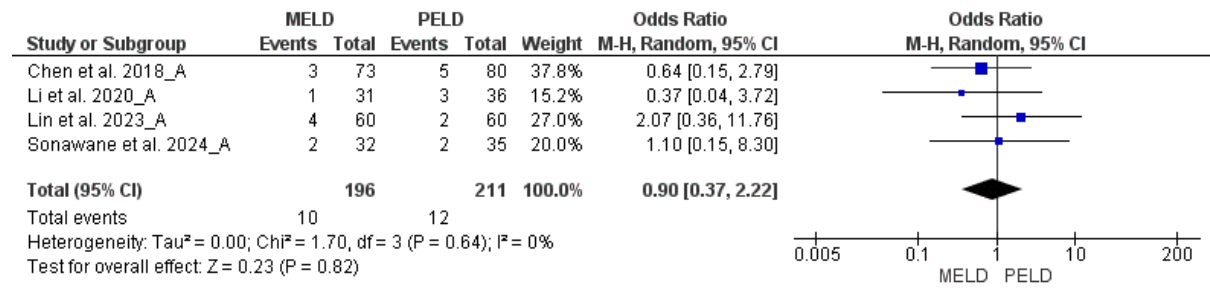 MELD PELD Odds Ratio Odds Ratio
Study or Subgroup Events Total Events Total Weight M-H, Random, 95% CI M-H, Random, 95% CI
Chen et al. 2018_A 3 73 5 80 37.8% 0.64 [0.15, 2.79]
Li et al. 2020_A 1 31 3 36 15.2% 0.37 [0.04, 3.72]
Lin et al. 2023_A 4 60 2 60 27.0% 2.07 [0.36, 11.76]
Sonawane et al. 2024_A 2 32 2 35 20.0% 1.10 [0.15, 8.30]
Total (95% CI) 196 211 100.0% 0.90 [0.37, 2.22]
Total events 10 12
Heterogeneity: Tau² = 0.00; Chi² = 1.70, df = 3 (P = 0.64); I² = 0%
Test for overall effect: Z = 0.23 (P = 0.82)
0.005 0.1 1 10 200
MELD PELD